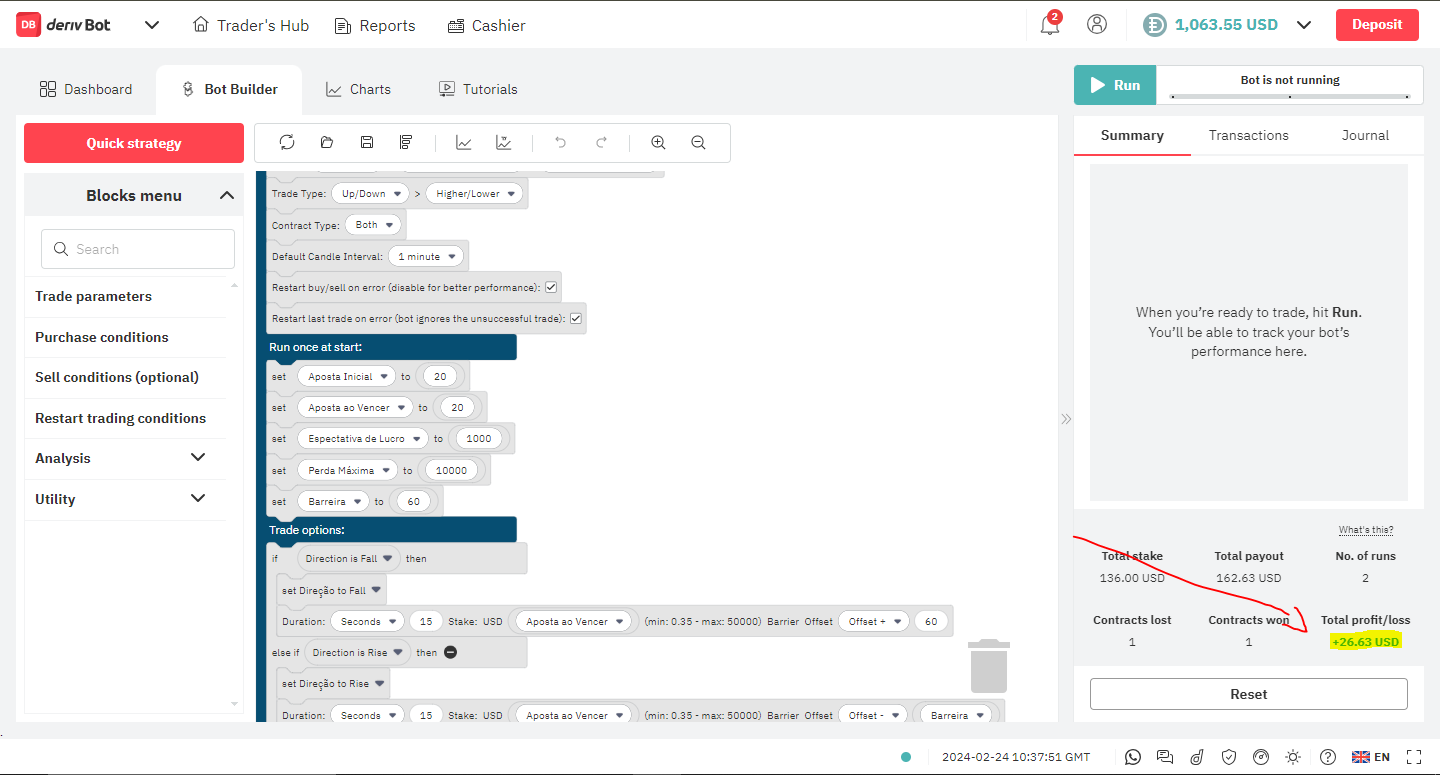 DB deriv Bot Trader's Hub Reports Cashier 2 1,063.55 USD Deposit
Dashboard Bot Builder Charts Tutorials
Run Bot is not running
Quick strategy
Summary Transactions Journal
Blocks menu
Search
Trade parameters
Purchase conditions
Sell conditions (optional)
Restart trading conditions
Analysis
Utility
Trade Type: Up/Down > Higher/Lower
Contract Type: Both
Default Candle Interval: 1 minute
Restart buy/sell on error (disable for better performance):
Restart last trade on error (bot ignores the unsuccessful trade):
Run once at start:
set Aposta Inicial to 20
set Aposta ao Vencer to 20
set Espectativa de Lucro to 1000
set Perda Máxima to 10000
set Barreira to 60
Trade options:
if Direction is Fall then
set Direção to Fall
Duration: Seconds 15 Stake: USD Aposta ao Vencer (min: 0.35 - max: 50000) Barrier Offset Offset + 60
else if Direction is Rise then
set Direção to Rise
Duration: Seconds 15 Stake: USD Aposta ao Vencer (min: 0.35 - max: 50000) Barrier Offset Offset - Barreira
When you're ready to trade, hit Run.
You'll be able to track your bot's
performance here.
What's this?
Total stake Total payout No. of runs
136.00 USD 162.63 USD 2
Contracts lost Contracts won Total profit/loss
1 1 +26.63 USD
Reset
2024-02-24 10:37:51 GMT EN